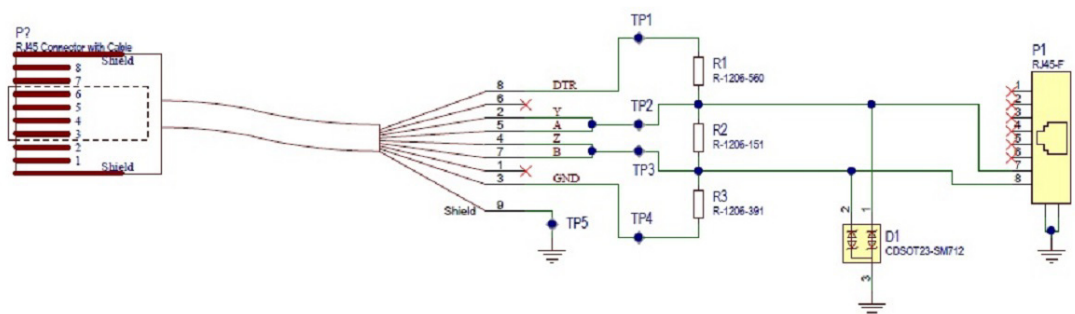 P?
RJ45 Connector with Cable
Shield
8
7
6
5
4
3
2
1
Shield
8 DTR
6
2 Y
5 A
4 Z
7 B
1
3 GND
Shield 9
TP1
TP2
TP3
TP4
TP5
R1
R-1206-560
R2
R-1206-151
R3
R-1206-391
2 1
D1
CDSOT23-SM712
3
P1
RJ45-F
1
2
3
4
5
6
7
8